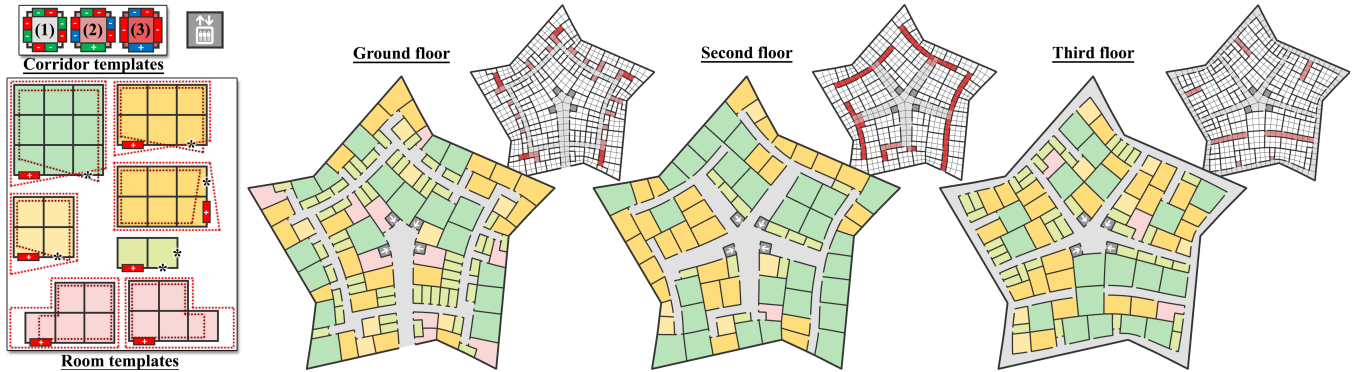 (1) (2) (3)
Corridor templates
Room templates
Ground floor
Second floor
Third floor